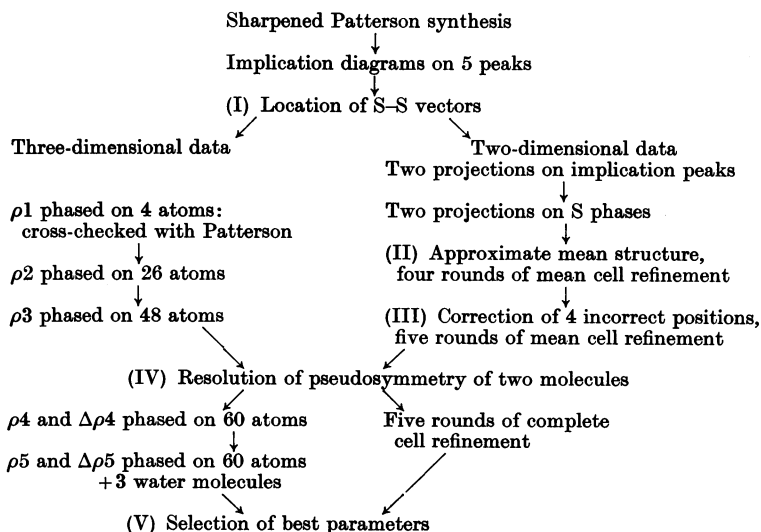 Sharpened Patterson synthesis
Implication diagrams on 5 peaks
(I) Location of S–S vectors
Three-dimensional data
Two-dimensional data
Two projections on implication peaks
ρ1 phased on 4 atoms:
cross-checked with Patterson
Two projections on S phases
ρ2 phased on 26 atoms
(II) Approximate mean structure,
four rounds of mean cell refinement
ρ3 phased on 48 atoms
(III) Correction of 4 incorrect positions,
five rounds of mean cell refinement
(IV) Resolution of pseudosymmetry of two molecules
ρ4 and Δρ4 phased on 60 atoms
Five rounds of complete
cell refinement
ρ5 and Δρ5 phased on 60 atoms
+3 water molecules
(V) Selection of best parameters